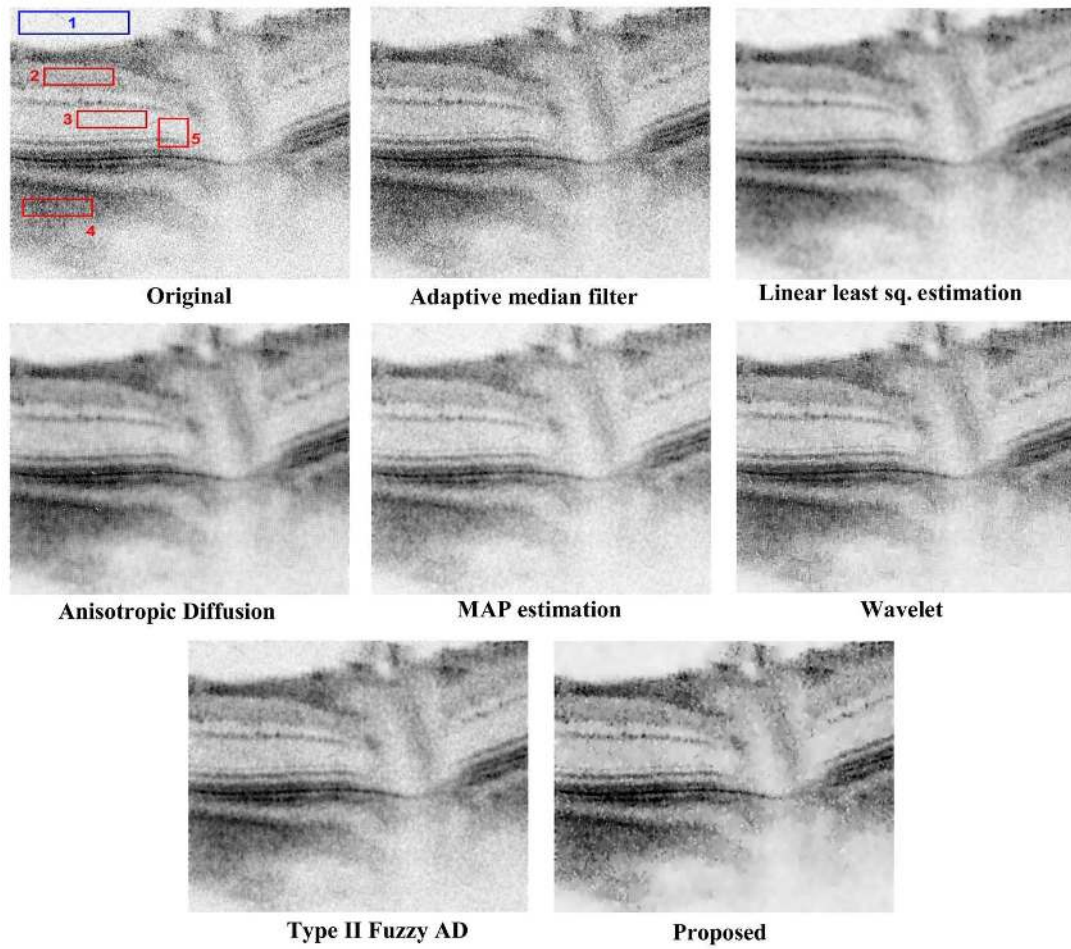 1
2
3
5
4
Original
Adaptive median filter
Linear least sq. estimation
Anisotropic Diffusion
MAP estimation
Wavelet
Type II Fuzzy AD
Proposed